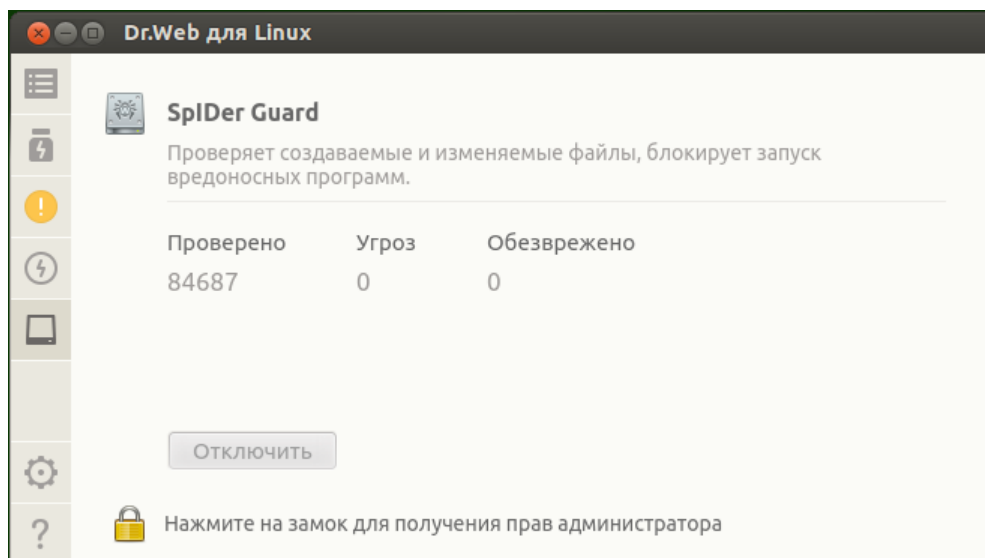 Dr.Web для Linux
SpIDer Guard
Проверяет создаваемые и изменяемые файлы, блокирует запуск
вредоносных программ.
Проверено Угроз Обезврежено
84687 0 0
Отключить
Нажмите на замок для получения прав администратора